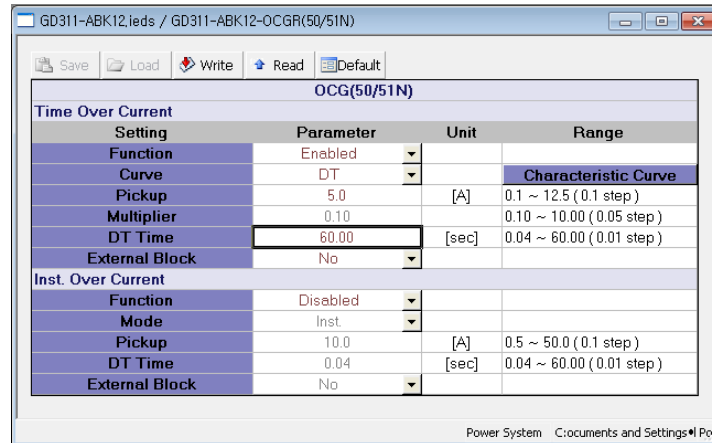 GD311-ABK12,ieds / GD311-ABK12-OCGR(50/51N)
Save Load Write Read Default
OCG(50/51N)
Time Over Current
Setting Parameter Unit Range
Function Enabled
Curve DT Characteristic Curve
Pickup 5.0 [A] 0.1 ~ 12.5 ( 0.1 step )
Multiplier 0.10 0.10 ~ 10.00 ( 0.05 step )
DT Time 60.00 [sec] 0.04 ~ 60.00 ( 0.01 step )
External Block No
Inst. Over Current
Function Disabled
Mode Inst.
Pickup 10.0 [A] 0.5 ~ 50.0 ( 0.1 step )
DT Time 0.04 [sec] 0.04 ~ 60.00 ( 0.01 step )
External Block No
Power System C:ocuments and Settings